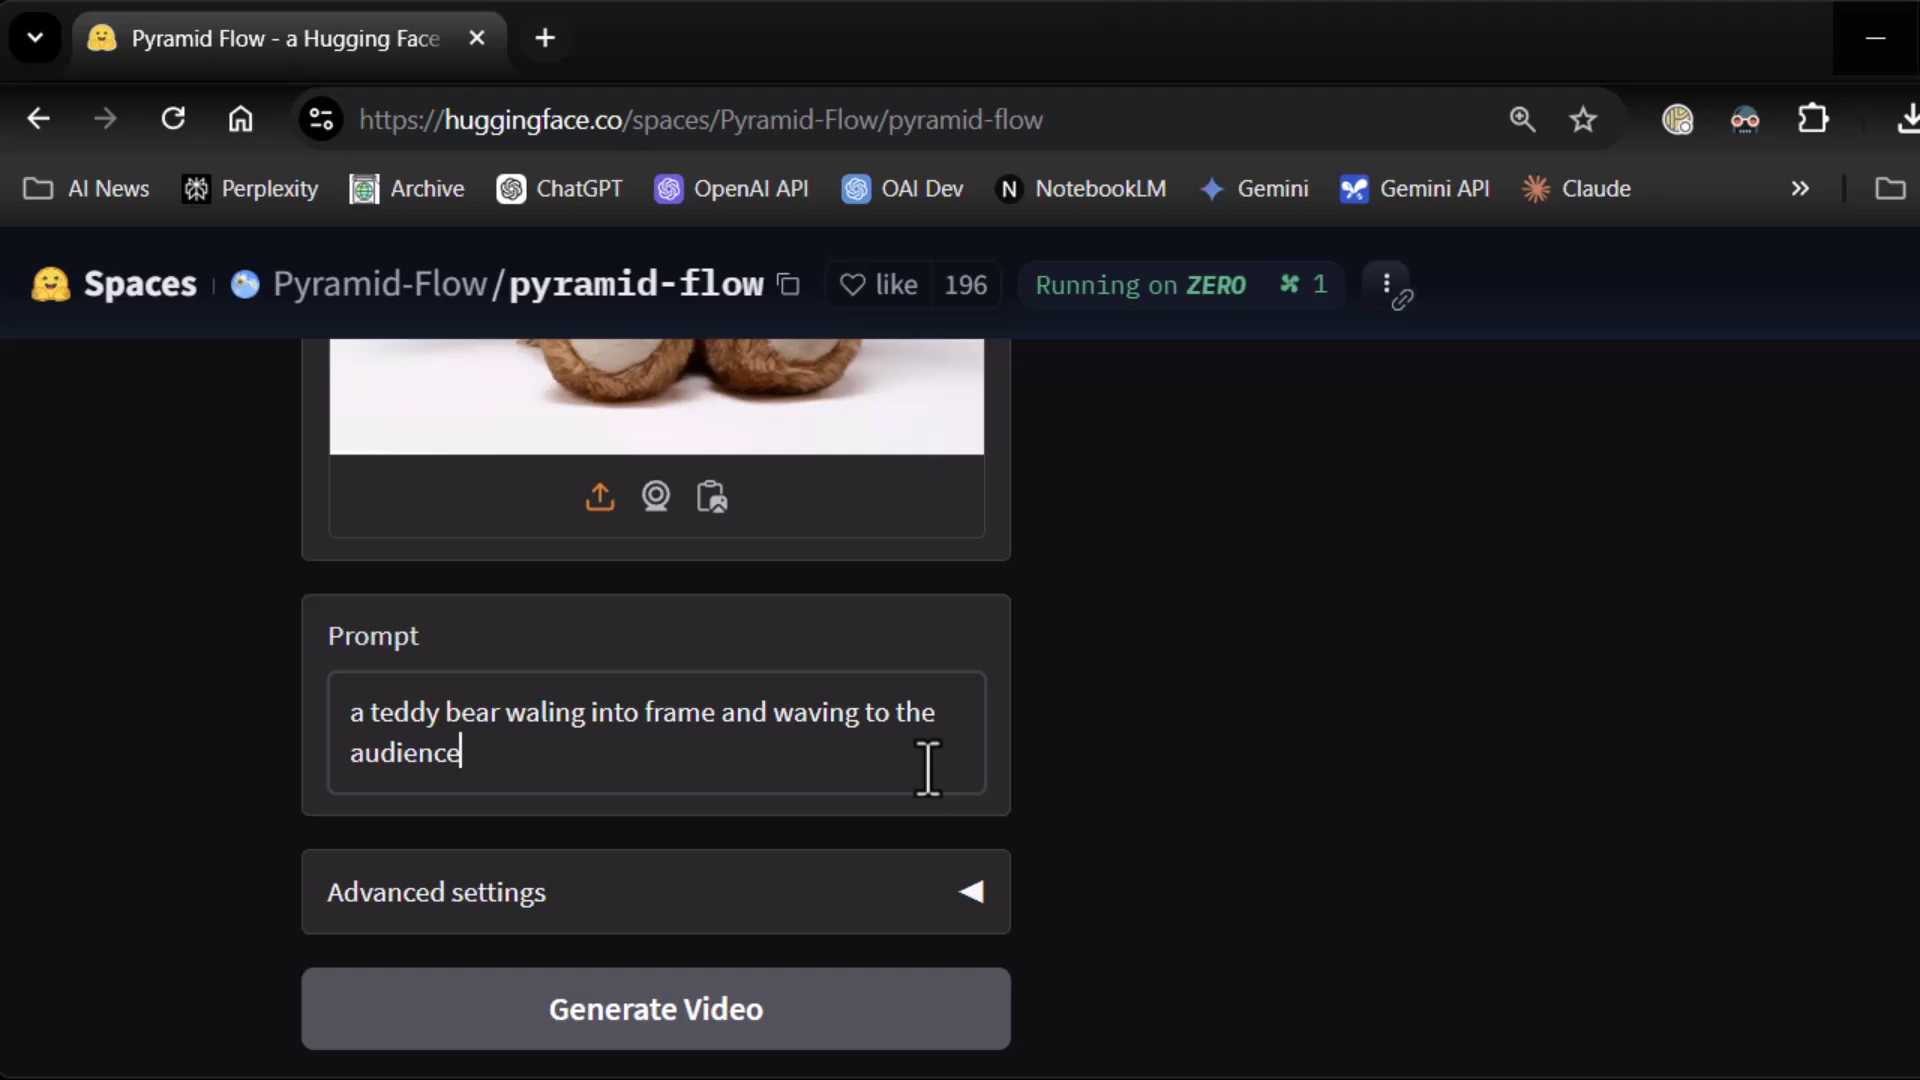 Pyramid Flow - a Hugging Face
https://huggingface.co/spaces/Pyramid-Flow/pyramid-flow
AI News Perplexity Archive ChatGPT OpenAI API OAI Dev NotebookLM Gemini Gemini API Claude
Spaces Pyramid-Flow/pyramid-flow like 196 Running on ZERO 1
Prompt
a teddy bear waling into frame and waving to the
audience
Advanced settings
Generate Video